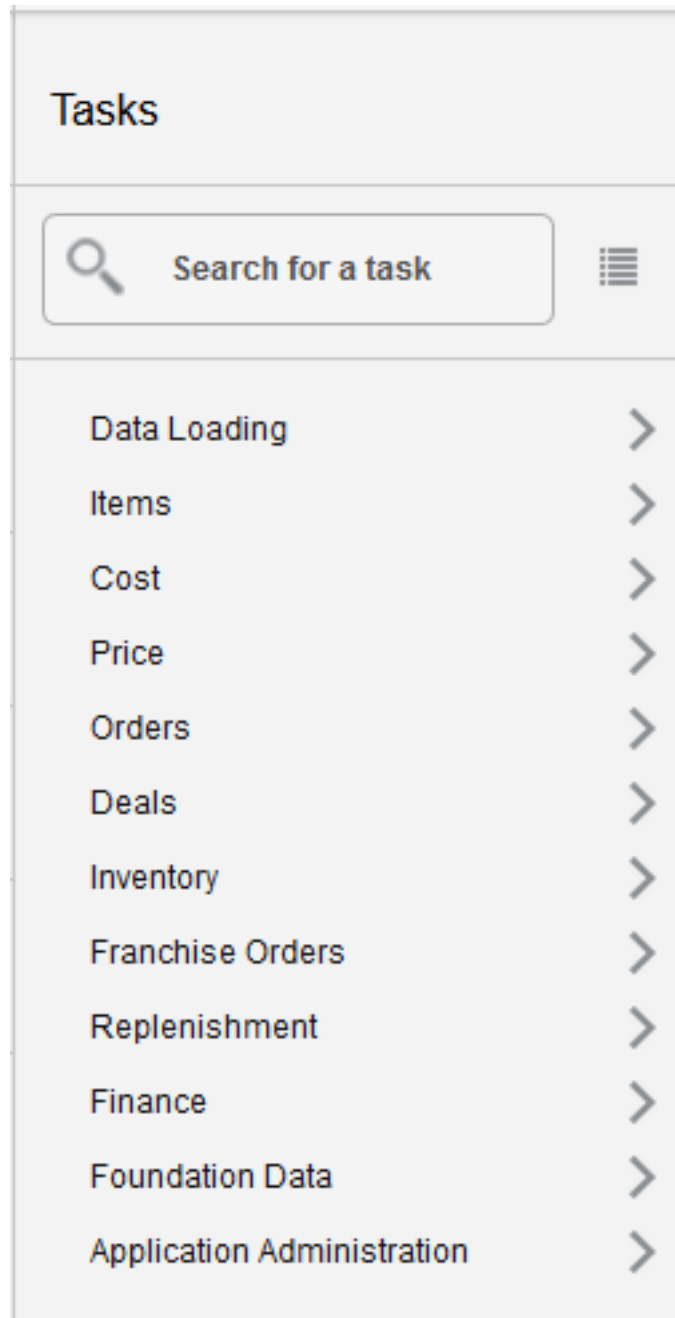 Tasks
Search for a task
Data Loading
Items
Cost
Price
Orders
Deals
Inventory
Franchise Orders
Replenishment
Finance
Foundation Data
Application Administration